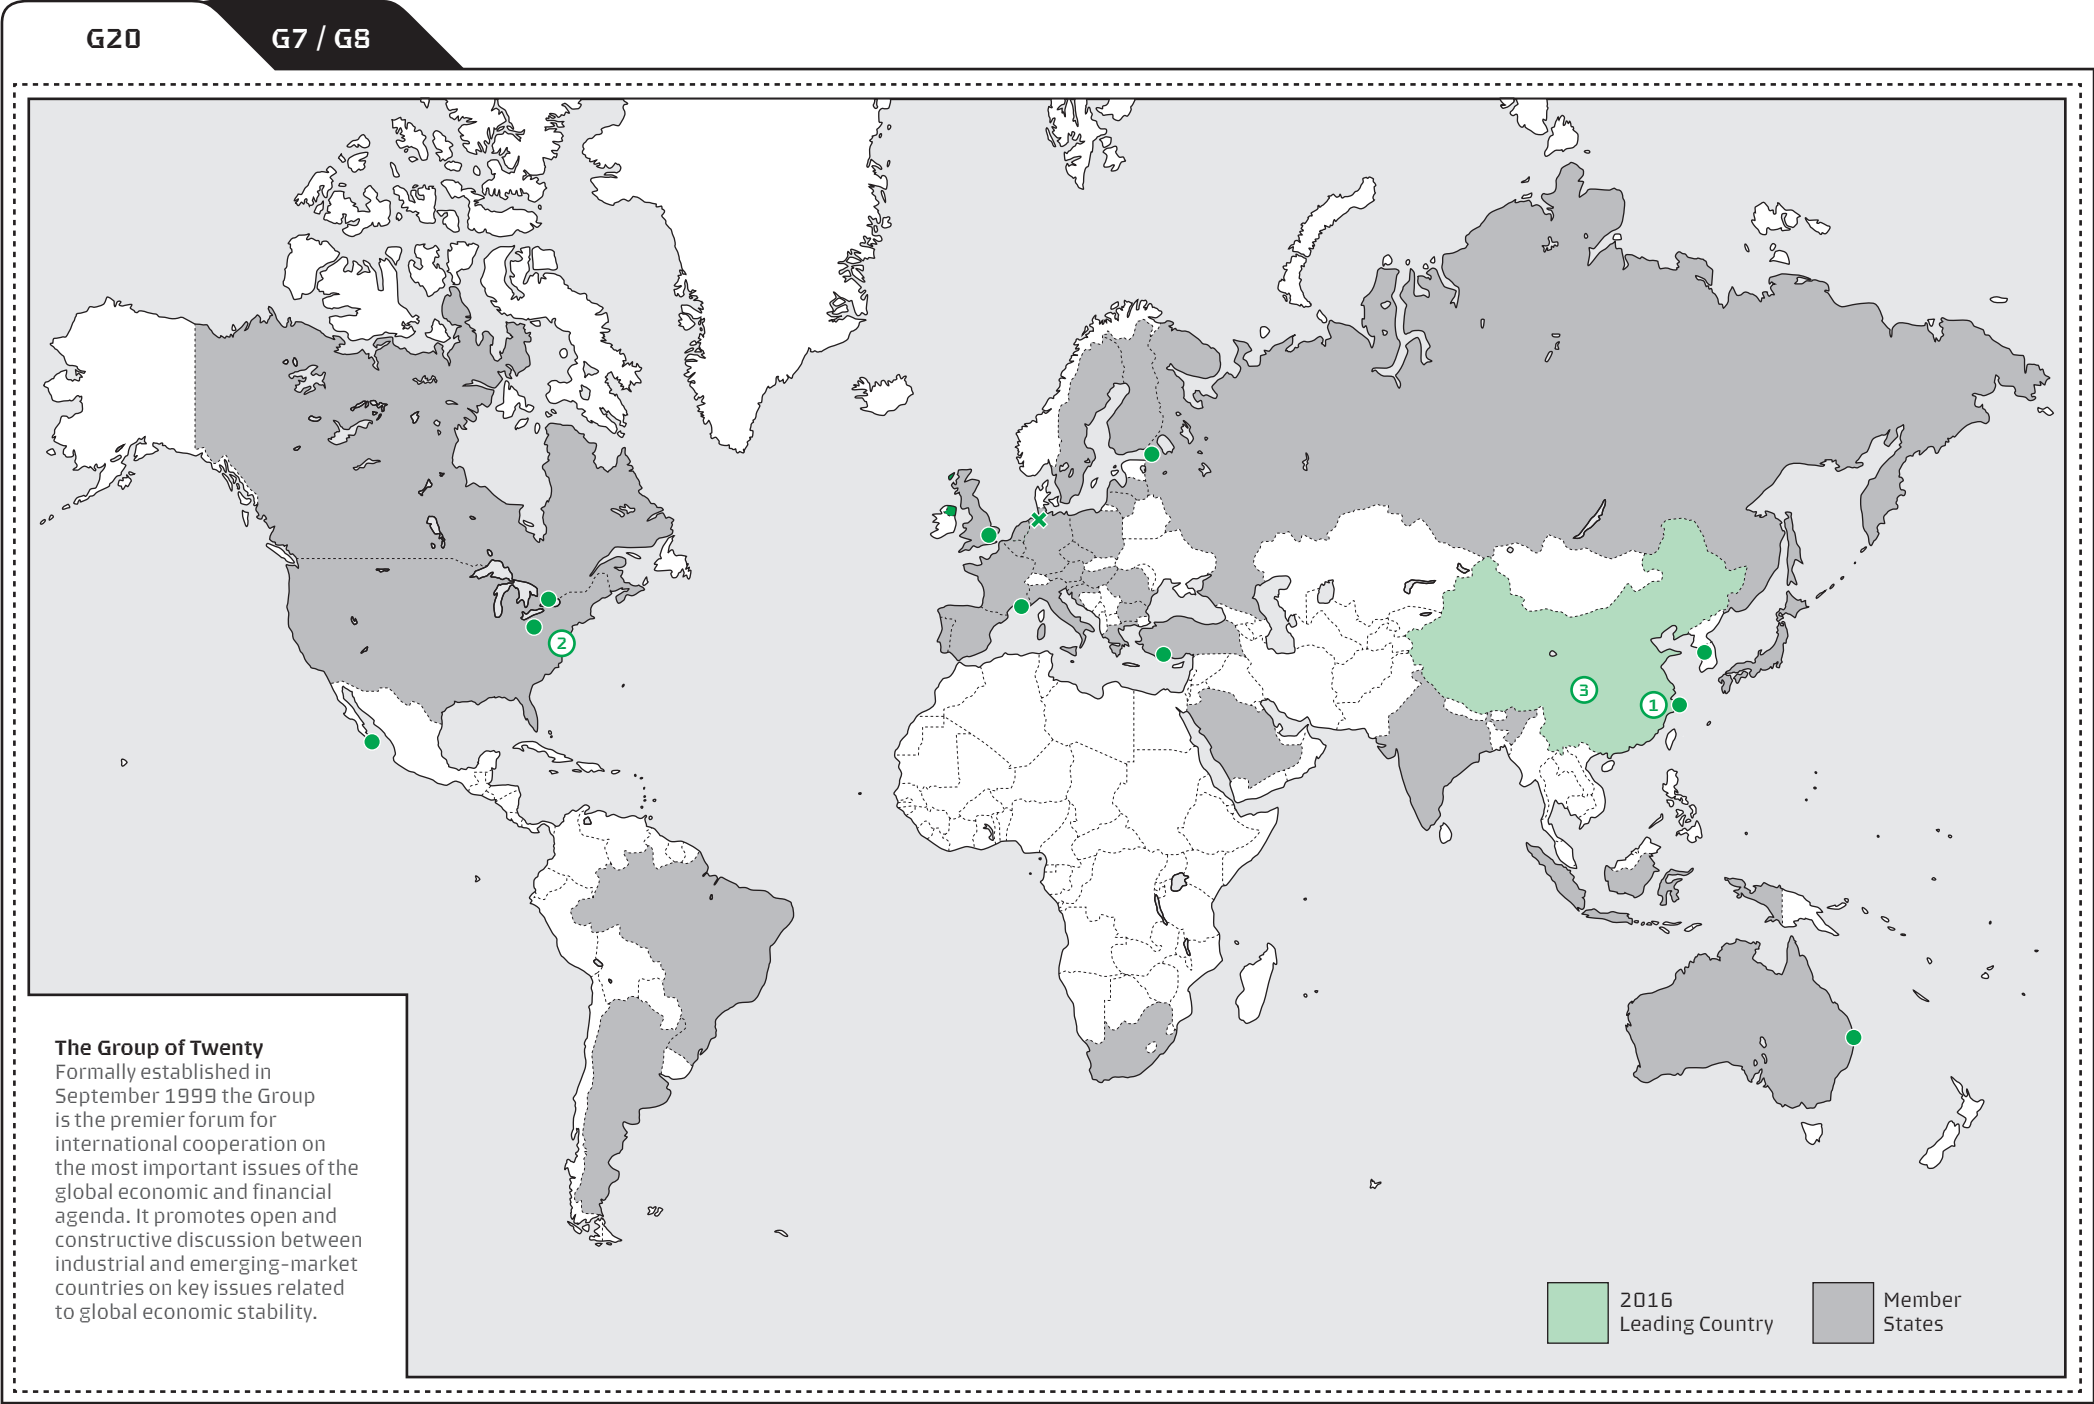 G20
G7 / G8
2
3
1
The Group of Twenty
Formally established in
September 1999 the Group
is the premier forum for
international cooperation on
the most important issues of the
global economic and financial
agenda. It promotes open and
constructive discussion between
industrial and emerging-market
countries on key issues related
to global economic stability.
2016
Leading Country
Member
States